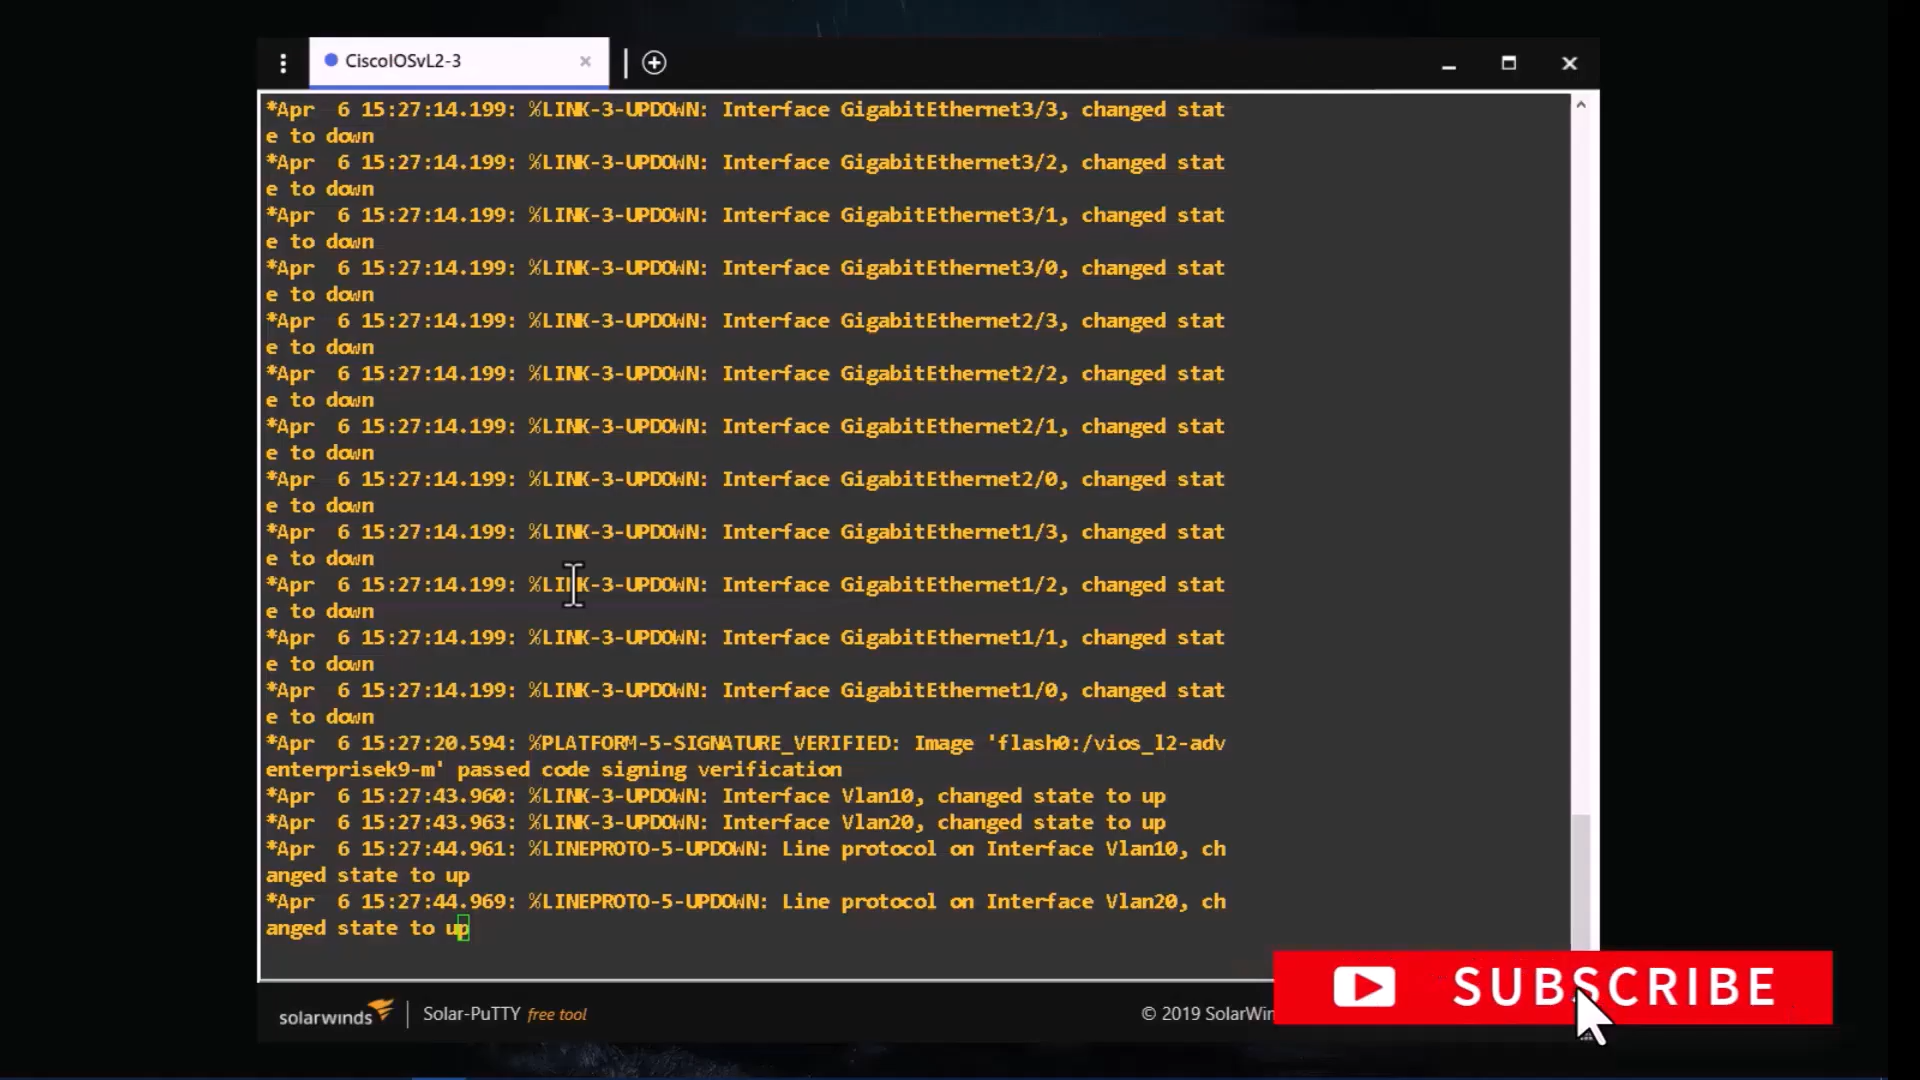 CiscoIOSvL2-3
*Apr  6 15:27:14.199: %LINK-3-UPDOWN: Interface GigabitEthernet3/3, changed stat
e to down
*Apr  6 15:27:14.199: %LINK-3-UPDOWN: Interface GigabitEthernet3/2, changed stat
e to down
*Apr  6 15:27:14.199: %LINK-3-UPDOWN: Interface GigabitEthernet3/1, changed stat
e to down
*Apr  6 15:27:14.199: %LINK-3-UPDOWN: Interface GigabitEthernet3/0, changed stat
e to down
*Apr  6 15:27:14.199: %LINK-3-UPDOWN: Interface GigabitEthernet2/3, changed stat
e to down
*Apr  6 15:27:14.199: %LINK-3-UPDOWN: Interface GigabitEthernet2/2, changed stat
e to down
*Apr  6 15:27:14.199: %LINK-3-UPDOWN: Interface GigabitEthernet2/1, changed stat
e to down
*Apr  6 15:27:14.199: %LINK-3-UPDOWN: Interface GigabitEthernet2/0, changed stat
e to down
*Apr  6 15:27:14.199: %LINK-3-UPDOWN: Interface GigabitEthernet1/3, changed stat
e to down
*Apr  6 15:27:14.199: %LINK-3-UPDOWN: Interface GigabitEthernet1/2, changed stat
e to down
*Apr  6 15:27:14.199: %LINK-3-UPDOWN: Interface GigabitEthernet1/1, changed stat
e to down
*Apr  6 15:27:14.199: %LINK-3-UPDOWN: Interface GigabitEthernet1/0, changed stat
e to down
*Apr  6 15:27:20.594: %PLATFORM-5-SIGNATURE_VERIFIED: Image 'flash0:/vios_l2-adv
enterprisek9-m' passed code signing verification
*Apr  6 15:27:43.960: %LINK-3-UPDOWN: Interface Vlan10, changed state to up
*Apr  6 15:27:43.963: %LINK-3-UPDOWN: Interface Vlan20, changed state to up
*Apr  6 15:27:44.961: %LINEPROTO-5-UPDOWN: Line protocol on Interface Vlan10, ch
anged state to up
*Apr  6 15:27:44.969: %LINEPROTO-5-UPDOWN: Line protocol on Interface Vlan20, ch
anged state to up
SUBSCRIBE
solarwinds Solar-PuTTY free tool © 2019 SolarWin